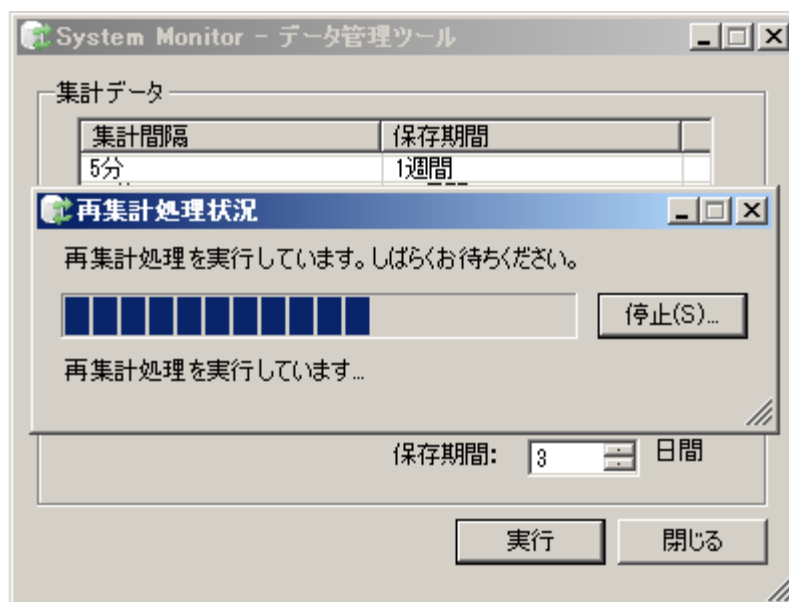 System Monitor - データ管理ツール
集計データ
集計間隔 保存期間
5分 1週間
再集計処理状況
再集計処理を実行しています。しばらくお待ちください。
停止(S)...
再集計処理を実行しています...
保存期間: 3 日間
実行 閉じる